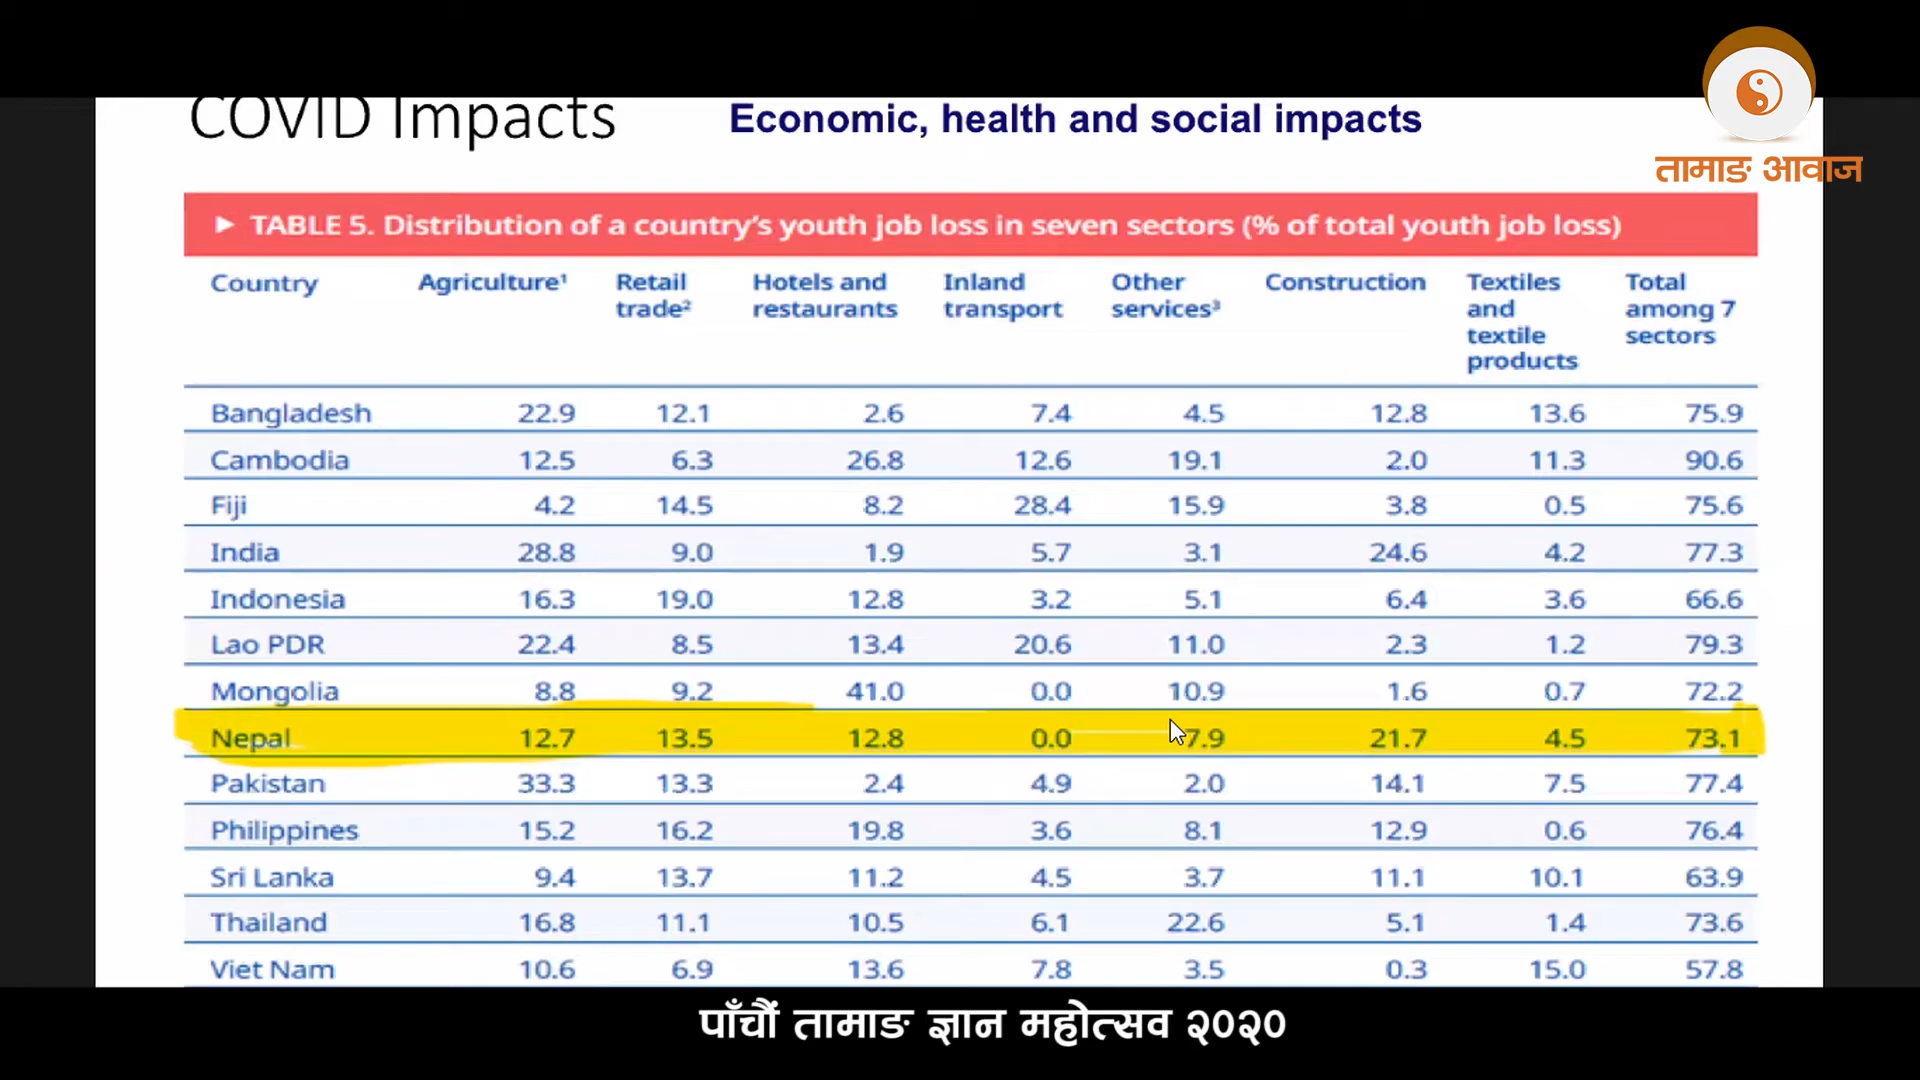 COVID Impacts
Economic, health and social impacts
तामाङ आवाज
► TABLE 5. Distribution of a country's youth job loss in seven sectors (% of total youth job loss)
Country Agriculture¹ Retail trade² Hotels and restaurants Inland transport Other services³ Construction Textiles and textile products Total among 7 sectors
Bangladesh 22.9 12.1 2.6 7.4 4.5 12.8 13.6 75.9
Cambodia 12.5 6.3 26.8 12.6 19.1 2.0 11.3 90.6
Fiji 4.2 14.5 8.2 28.4 15.9 3.8 0.5 75.6
India 28.8 9.0 1.9 5.7 3.1 24.6 4.2 77.3
Indonesia 16.3 19.0 12.8 3.2 5.1 6.4 3.6 66.6
Lao PDR 22.4 8.5 13.4 20.6 11.0 2.3 1.2 79.3
Mongolia 8.8 9.2 41.0 0.0 10.9 1.6 0.7 72.2
Nepal 12.7 13.5 12.8 0.0 7.9 21.7 4.5 73.1
Pakistan 33.3 13.3 2.4 4.9 2.0 14.1 7.5 77.4
Philippines 15.2 16.2 19.8 3.6 8.1 12.9 0.6 76.4
Sri Lanka 9.4 13.7 11.2 4.5 3.7 11.1 10.1 63.9
Thailand 16.8 11.1 10.5 6.1 22.6 5.1 1.4 73.6
Viet Nam 10.6 6.9 13.6 7.8 3.5 0.3 15.0 57.8
पाँचौं तामाङ ज्ञान महोत्सव २०२०